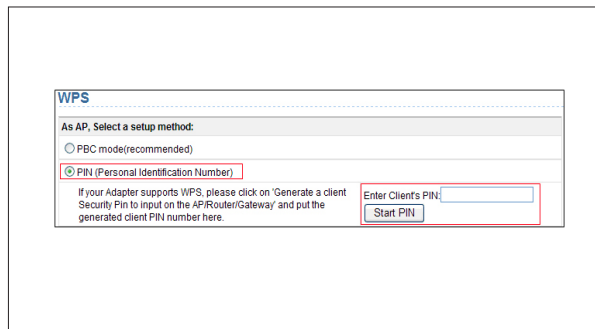 WPS
As AP, Select a setup method:
PBC mode(recommended)
PIN (Personal Identification Number)
If your Adapter supports WPS, please click on 'Generate a client
Security Pin to input on the AP/Router/Gateway' and put the
generated client PIN number here.
Enter Client's PIN:
Start PIN